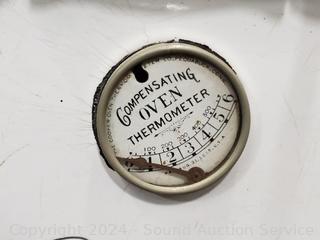 COMPENSATING
OVEN
THERMOMETER
100 200 300 400 500
1 2 3 4 5 6
Copyright 2024 - Sound Auction Service